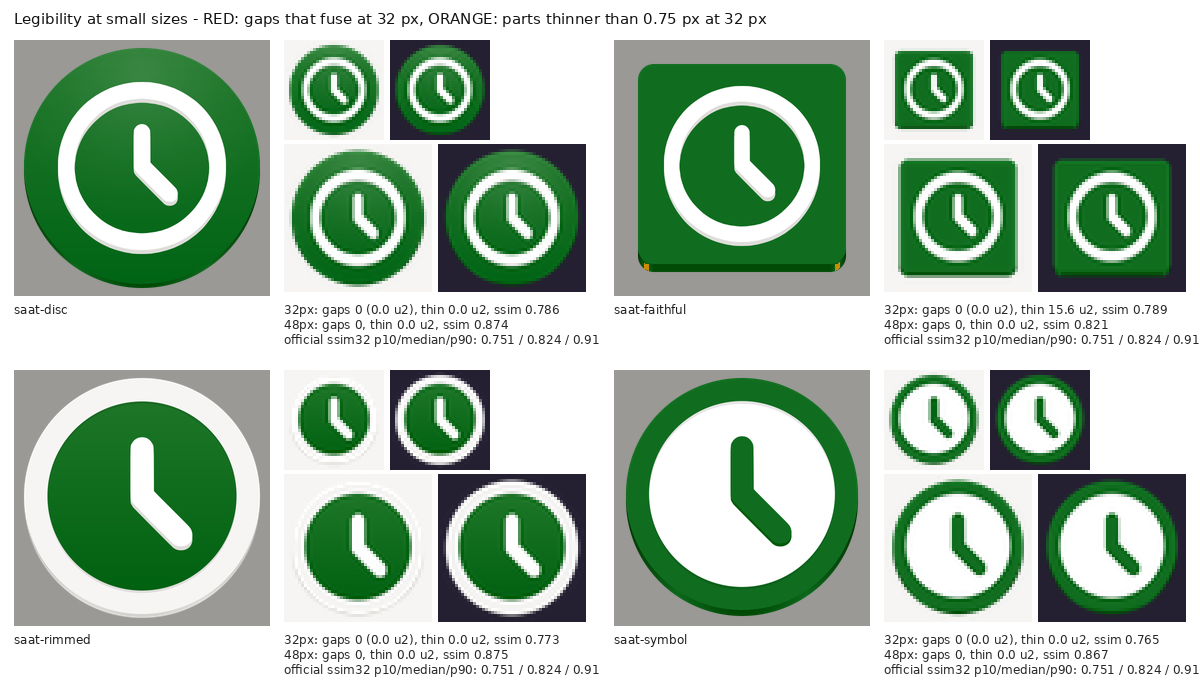 Legibility at small sizes - RED: gaps that fuse at 32 px, ORANGE: parts thinner than 0.75 px at 32 px
saat-disc
32px: gaps 0 (0.0 u2), thin 0.0 u2, ssim 0.786
48px: gaps 0, thin 0.0 u2, ssim 0.874
official ssim32 p10/median/p90: 0.751 / 0.824 / 0.91
saat-faithful
32px: gaps 0 (0.0 u2), thin 15.6 u2, ssim 0.789
48px: gaps 0, thin 0.0 u2, ssim 0.821
official ssim32 p10/median/p90: 0.751 / 0.824 / 0.91
saat-rimmed
32px: gaps 0 (0.0 u2), thin 0.0 u2, ssim 0.773
48px: gaps 0, thin 0.0 u2, ssim 0.875
official ssim32 p10/median/p90: 0.751 / 0.824 / 0.91
saat-symbol
32px: gaps 0 (0.0 u2), thin 0.0 u2, ssim 0.765
48px: gaps 0, thin 0.0 u2, ssim 0.867
official ssim32 p10/median/p90: 0.751 / 0.824 / 0.91